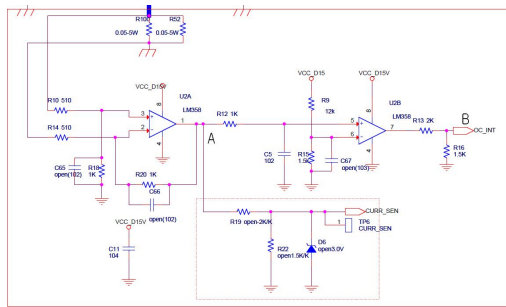 R100
0.05-5W
R52
0.05-5W
VCC_D15V
R10 510
R14 510
8
3
2
4
1
U2A
LM358
A
C65
open(102)
R18
1K
R20 1K
C66
open(102)
VCC_D15V
C11
104
R12 1K
C5
102
VCC_D15
R9
12k
R15
1.5K
C67
open(103)
VCC_D15V
8
5
6
4
7
U2B
LM358
R13 2K
B
OC_INT
R16
1.5K
R19 open-2K/K
R22
open1.5K/K
D6
open3.0V
CURR_SEN
1
TP6
CURR_SEN